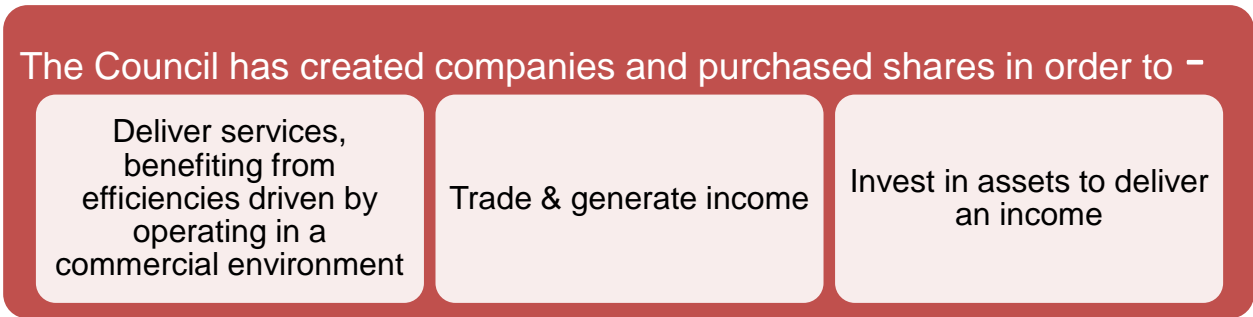 The Council has created companies and purchased shares in order to -
Deliver services,
benefiting from
efficiencies driven by
operating in a
commercial environment
Trade & generate income
Invest in assets to deliver
an income